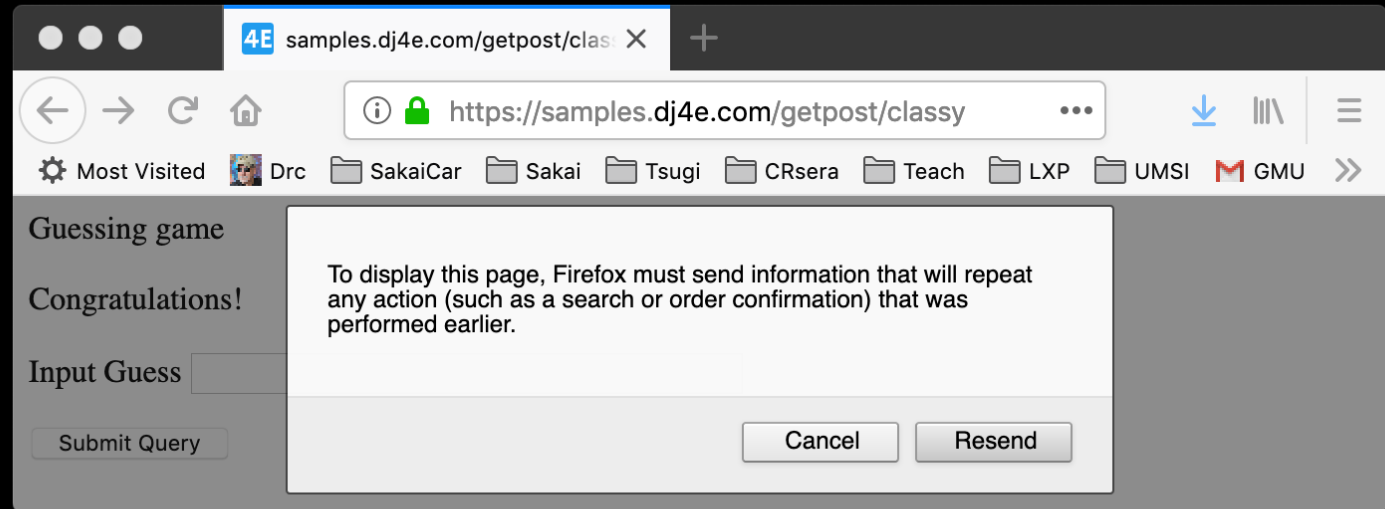 4E samples.dj4e.com/getpost/clas
https://samples.dj4e.com/getpost/classy
Most Visited Drc SakaiCar Sakai Tsugi CRsera Teach LXP UMSI GMU
Guessing game
Congratulations!
Input Guess
Submit Query
To display this page, Firefox must send information that will repeat
any action (such as a search or order confirmation) that was
performed earlier.
Cancel Resend